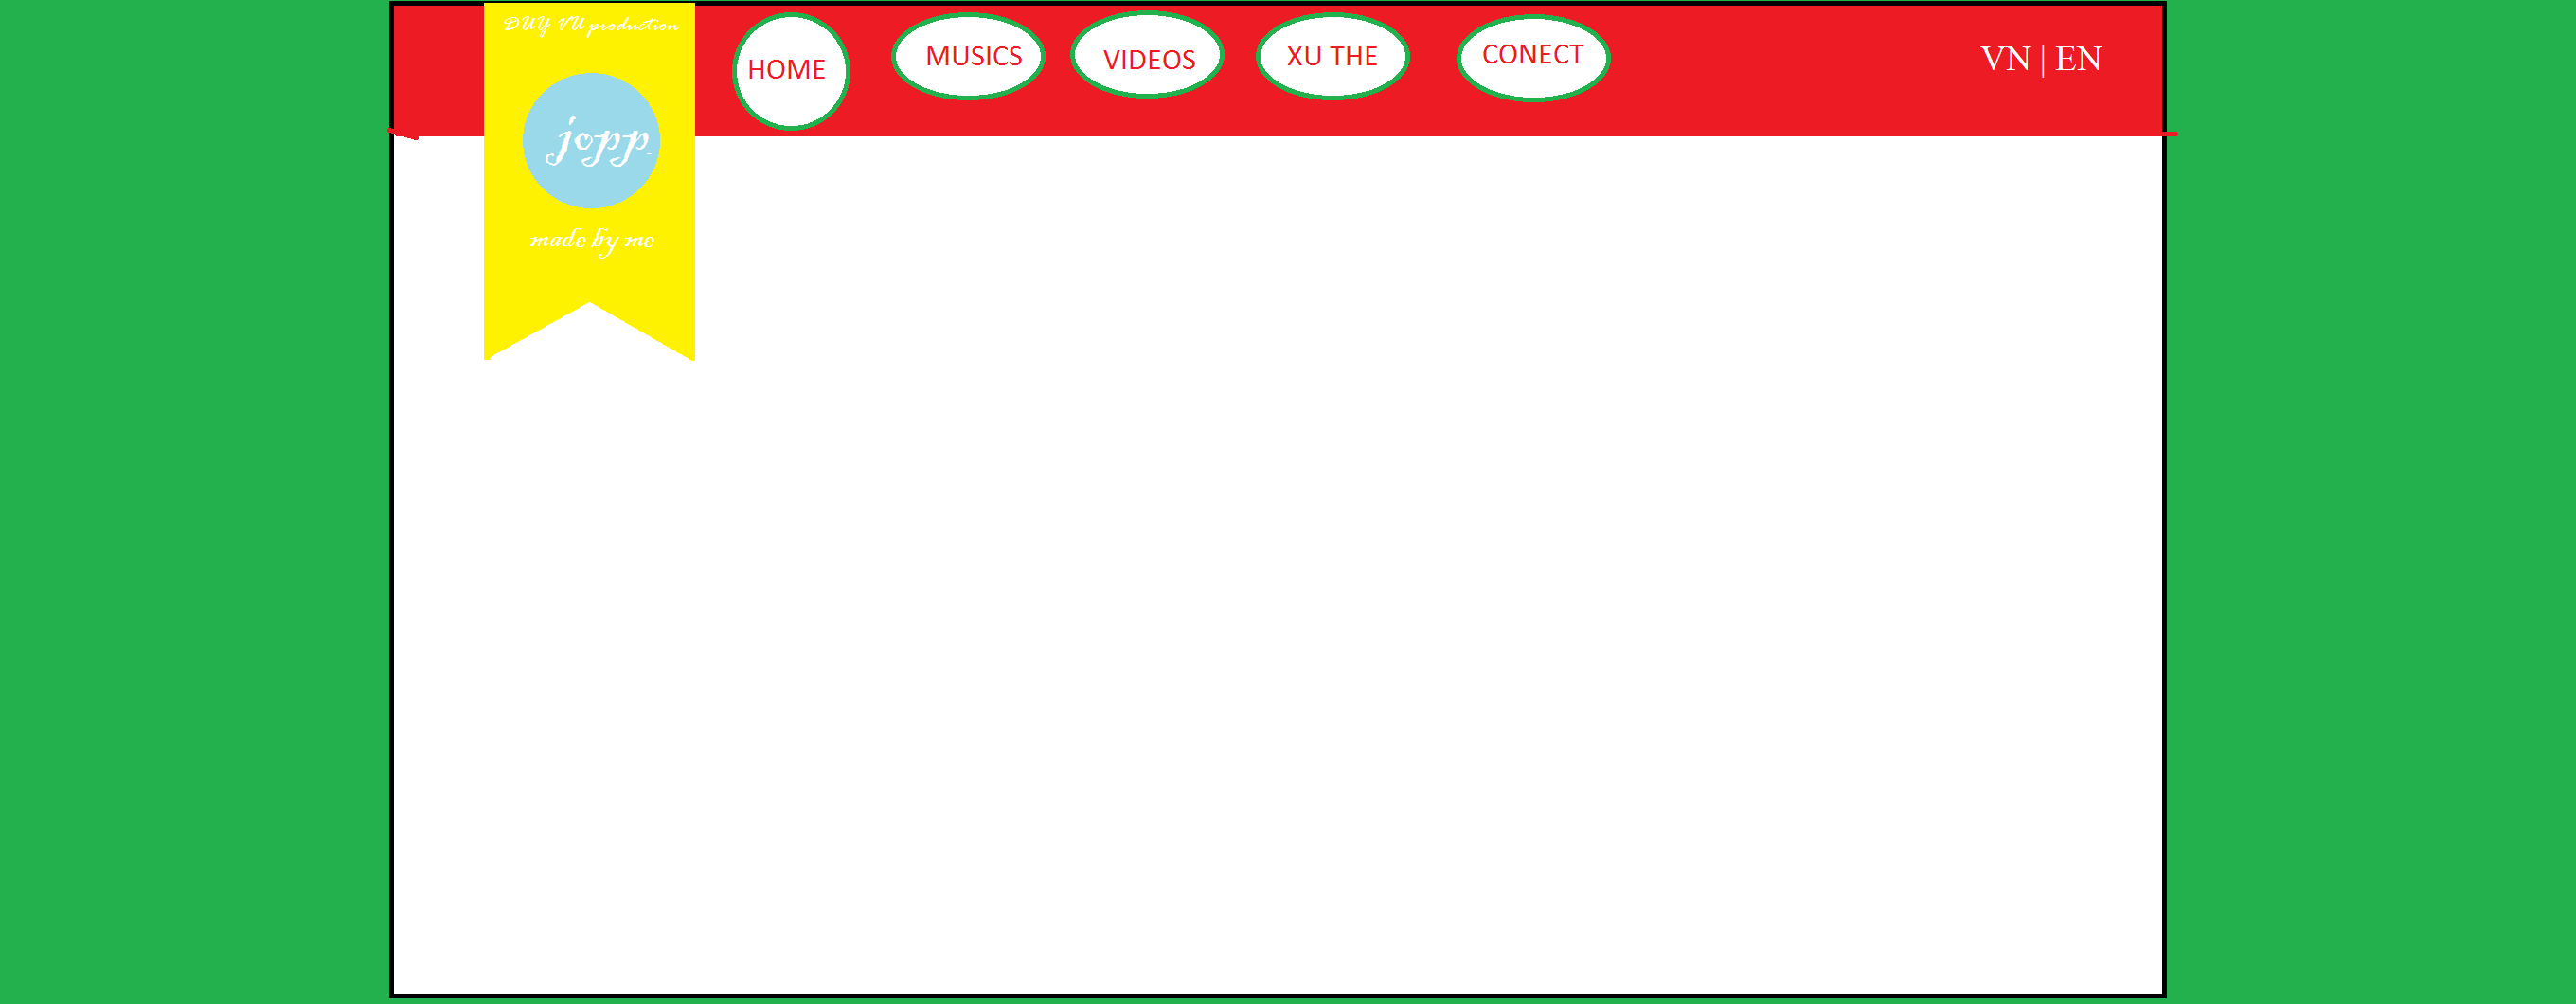 DUY VU production
HOME
MUSICS
VIDEOS
XU THE
CONECT
VN | EN
jopp
made by me